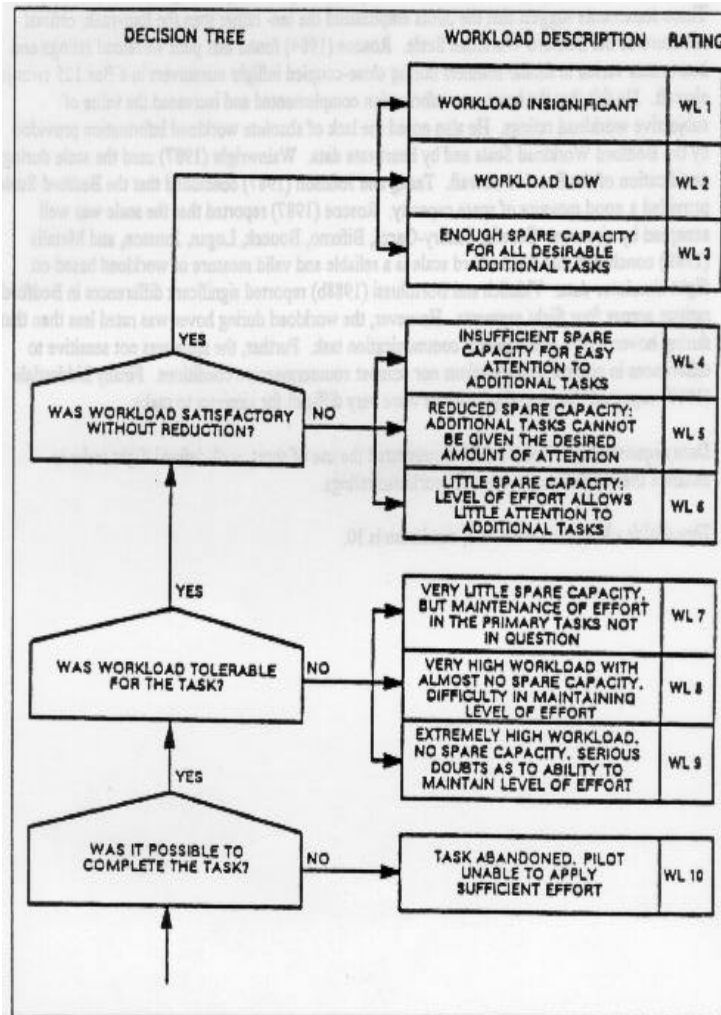 DECISION TREE
WORKLOAD DESCRIPTION
RATING
WORKLOAD INSIGNIFICANT
WL 1
WORKLOAD LOW
WL 2
ENOUGH SPARE CAPACITY
FOR ALL DESIRABLE
ADDITIONAL TASKS
WL 3
YES
WAS WORKLOAD SATISFACTORY
WITHOUT REDUCTION?
NO
INSUFFICIENT SPARE
CAPACITY FOR EASY
ATTENTION TO
ADDITIONAL TASKS
WL 4
REDUCED SPARE CAPACITY:
ADDITIONAL TASKS CANNOT
BE GIVEN THE DESIRED
AMOUNT OF ATTENTION
WL 5
LITTLE SPARE CAPACITY:
LEVEL OF EFFORT ALLOWS
LITTLE ATTENTION TO
ADDITIONAL TASKS
WL 6
YES
WAS WORKLOAD TOLERABLE
FOR THE TASK?
NO
VERY LITTLE SPARE CAPACITY,
BUT MAINTENANCE OF EFFORT
IN THE PRIMARY TASKS NOT
IN QUESTION
WL 7
VERY HIGH WORKLOAD WITH
ALMOST NO SPARE CAPACITY,
DIFFICULTY IN MAINTAINING
LEVEL OF EFFORT
WL 8
EXTREMELY HIGH WORKLOAD,
NO SPARE CAPACITY, SERIOUS
DOUBTS AS TO ABILITY TO
MAINTAIN LEVEL OF EFFORT
WL 9
YES
WAS IT POSSIBLE TO
COMPLETE THE TASK?
NO
TASK ABANDONED. PILOT
UNABLE TO APPLY
SUFFICIENT EFFORT
WL 10